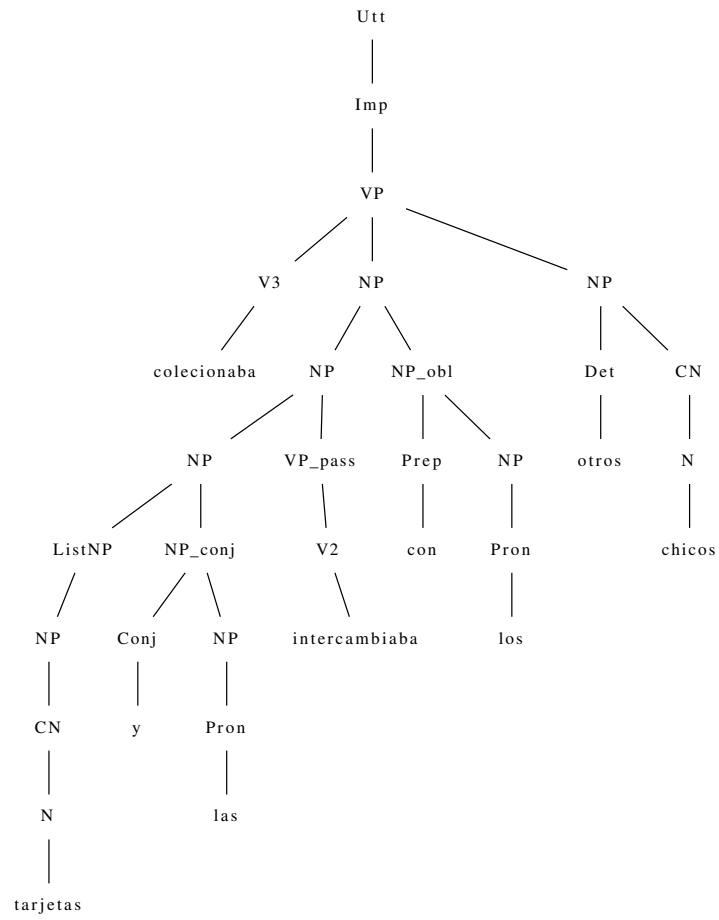 Utt
Imp
VP
V3 NP NP
colecionaba NP NP_obl Det CN
NP VP_pass Prep NP otros N
ListNP NP_conj V2 con Pron chicos
NP Conj NP intercambiaba los
CN y Pron
N las
tarjetas